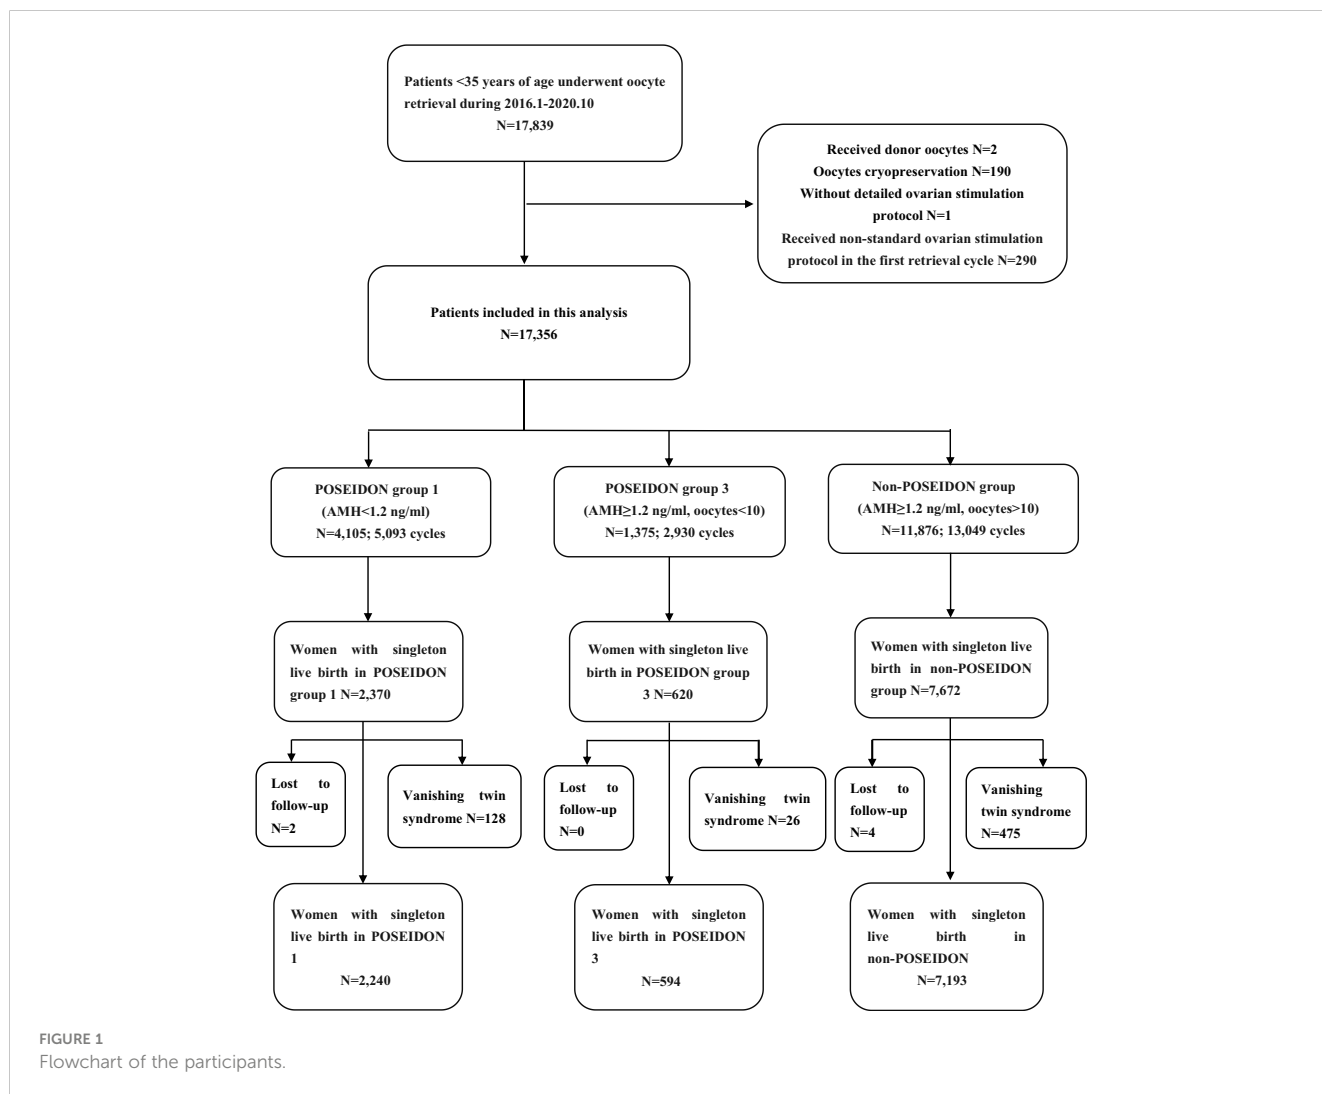 Patients <35 years of age underwent oocyte
retrieval during 2016.1-2020.10
N=17,839
Received donor oocytes N=2
Oocytes cryopreservation N=190
Without detailed ovarian stimulation
protocol N=1
Received non-standard ovarian stimulation
protocol in the first retrieval cycle N=290
Patients included in this analysis
N=17,356
POSEIDON group 1
(AMH<1.2 ng/ml)
N=4,105; 5,093 cycles
POSEIDON group 3
(AMH≥1.2 ng/ml, oocytes<10)
N=1,375; 2,930 cycles
Non-POSEIDON group
(AMH≥1.2 ng/ml, oocytes>10)
N=11,876; 13,049 cycles
Women with singleton
live birth in POSEIDON
group 1 N=2,370
Women with singleton live
birth in POSEIDON group
3 N=620
Women with singleton live
birth in non-POSEIDON
group N=7,672
Lost to
follow-up
N=2
Vanishing twin
syndrome N=128
Lost to
follow-up
N=0
Vanishing twin
syndrome N=26
Lost to
follow-up
N=4
Vanishing
twin syndrome
N=475
Women with singleton
live birth in POSEIDON
1
N=2,240
Women with singleton
live birth in POSEIDON
3
N=594
Women with singleton
live birth in
non-POSEIDON
N=7,193
FIGURE 1
Flowchart of the participants.